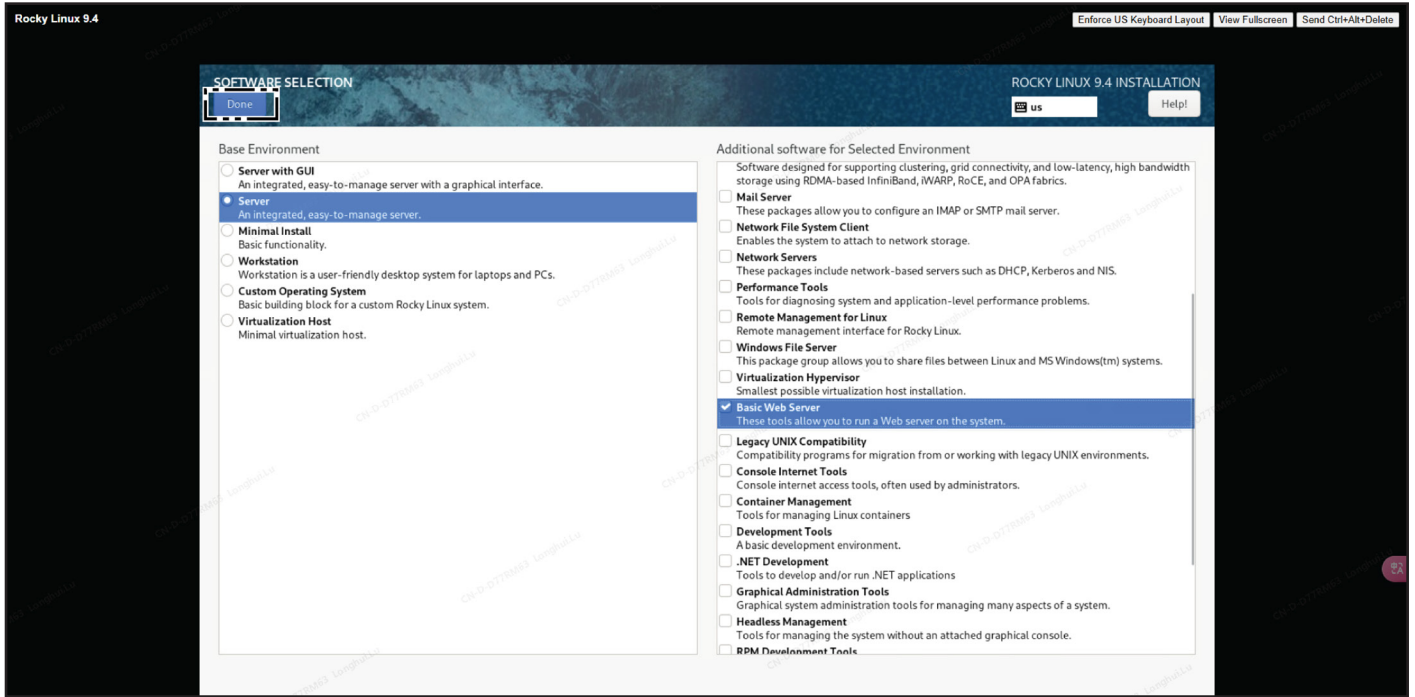 Rocky Linux 9.4
Enforce US Keyboard Layout
View Fullscreen
Send Ctrl+Alt+Delete
SOFTWARE SELECTION
Done
ROCKY LINUX 9.4 INSTALLATION
us
Help!
Base Environment
Server with GUI
An integrated, easy-to-manage server with a graphical interface.
Server
An integrated, easy-to-manage server.
Minimal Install
Basic functionality.
Workstation
Workstation is a user-friendly desktop system for laptops and PCs.
Custom Operating System
Basic building block for a custom Rocky Linux system.
Virtualization Host
Minimal virtualization host.
Additional software for Selected Environment
Software designed for supporting clustering, grid connectivity, and low-latency, high bandwidth
storage using RDMA-based InfiniBand, iWARP, RoCE, and OPA fabrics.
Mail Server
These packages allow you to configure an IMAP or SMTP mail server.
Network File System Client
Enables the system to attach to network storage.
Network Servers
These packages include network-based servers such as DHCP, Kerberos and NIS.
Performance Tools
Tools for diagnosing system and application-level performance problems.
Remote Management for Linux
Remote management interface for Rocky Linux.
Windows File Server
This package group allows you to share files between Linux and MS Windows(tm) systems.
Virtualization Hypervisor
Smallest possible virtualization host installation.
Basic Web Server
These tools allow you to run a Web server on the system.
Legacy UNIX Compatibility
Compatibility programs for migration from or working with legacy UNIX environments.
Console Internet Tools
Console internet access tools, often used by administrators.
Container Management
Tools for managing Linux containers
Development Tools
A basic development environment.
.NET Development
Tools to develop and/or run .NET applications
Graphical Administration Tools
Graphical system administration tools for managing many aspects of a system.
Headless Management
Tools for managing the system without an attached graphical console.
RPM Development Tools